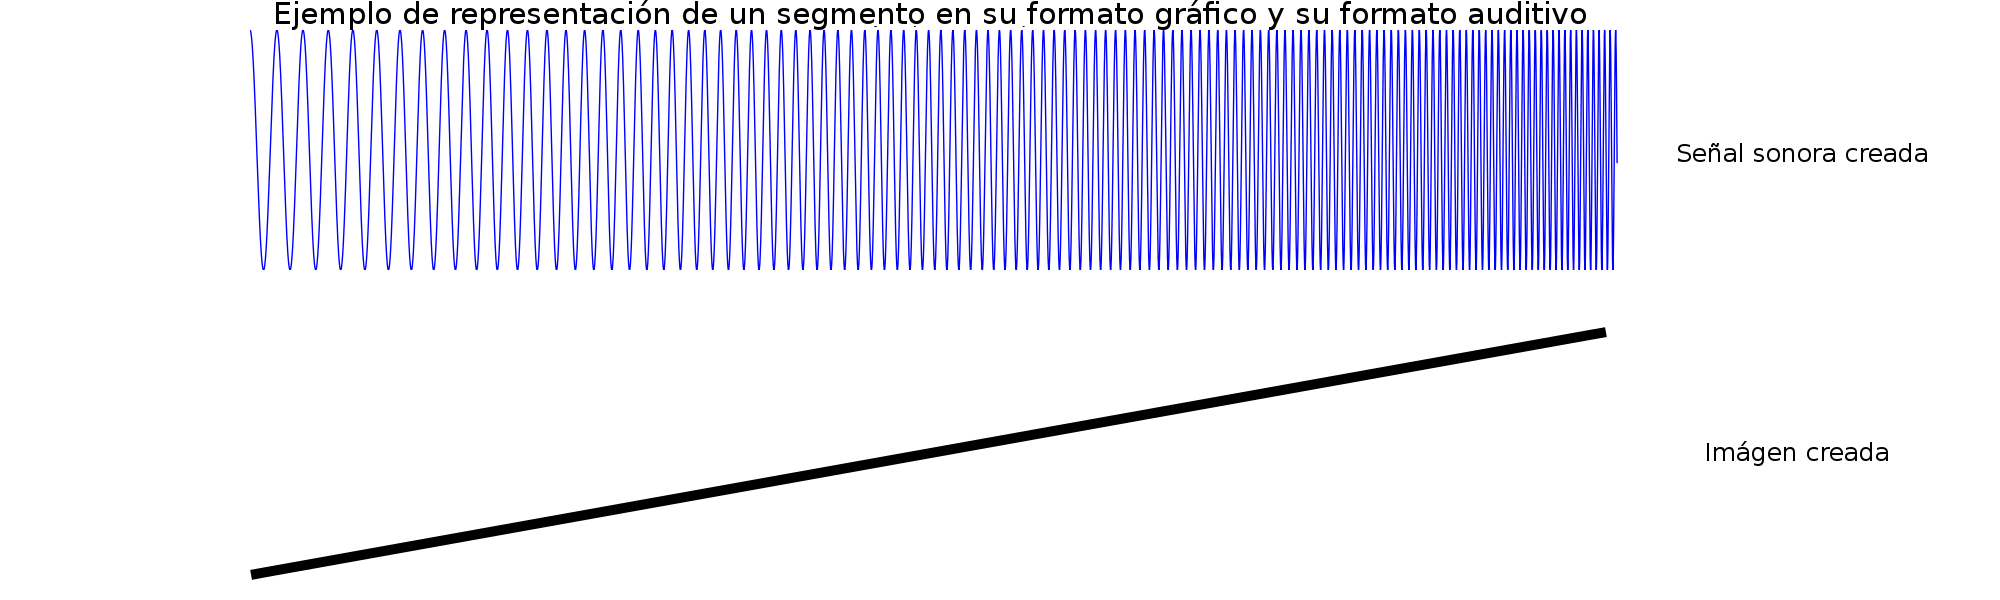 Ejemplo de representación de un segmento en su formato gráfico y su formato auditivo
Señal sonora creada
Imágen creada